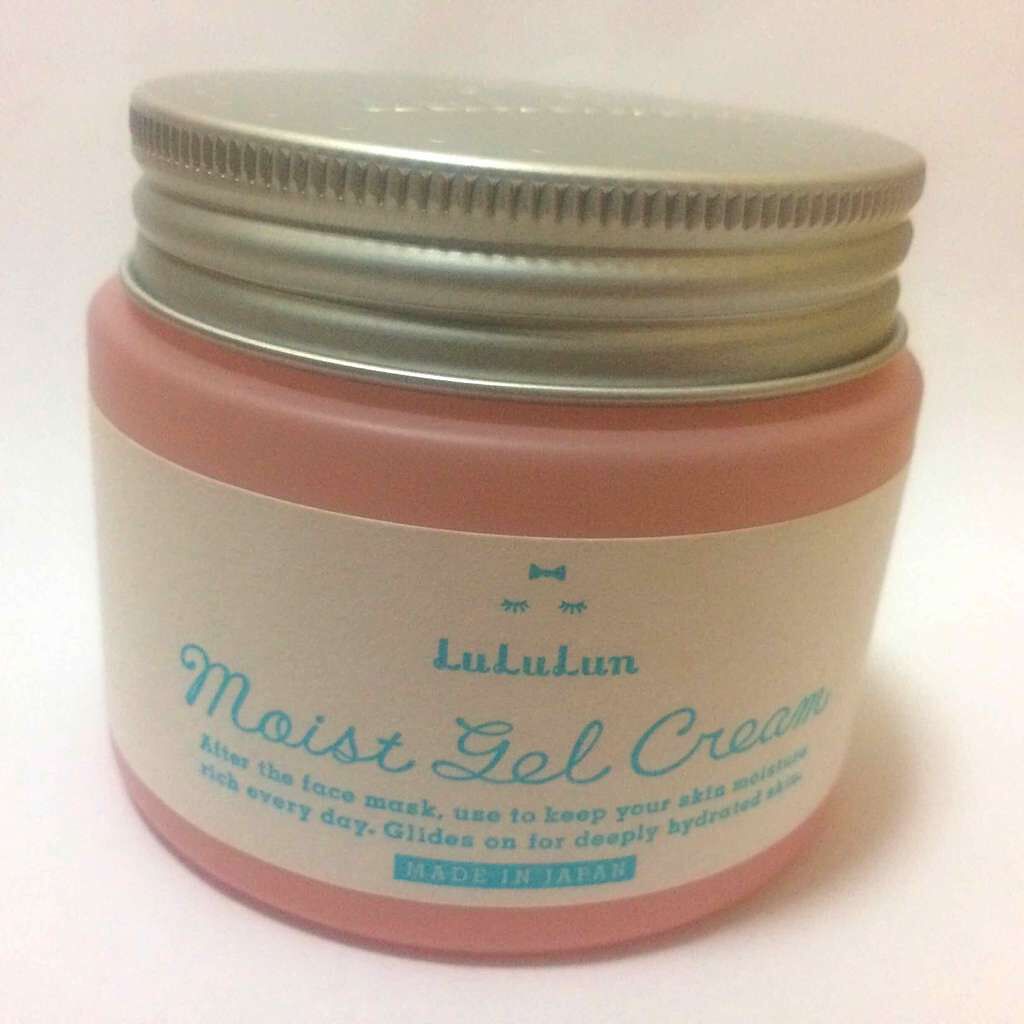 LuLuLun
Moist Gel Cream
After the face mask, use to keep your skin moisture
rich every day. Glides on for deeply hydrated skin.
MADE IN JAPAN